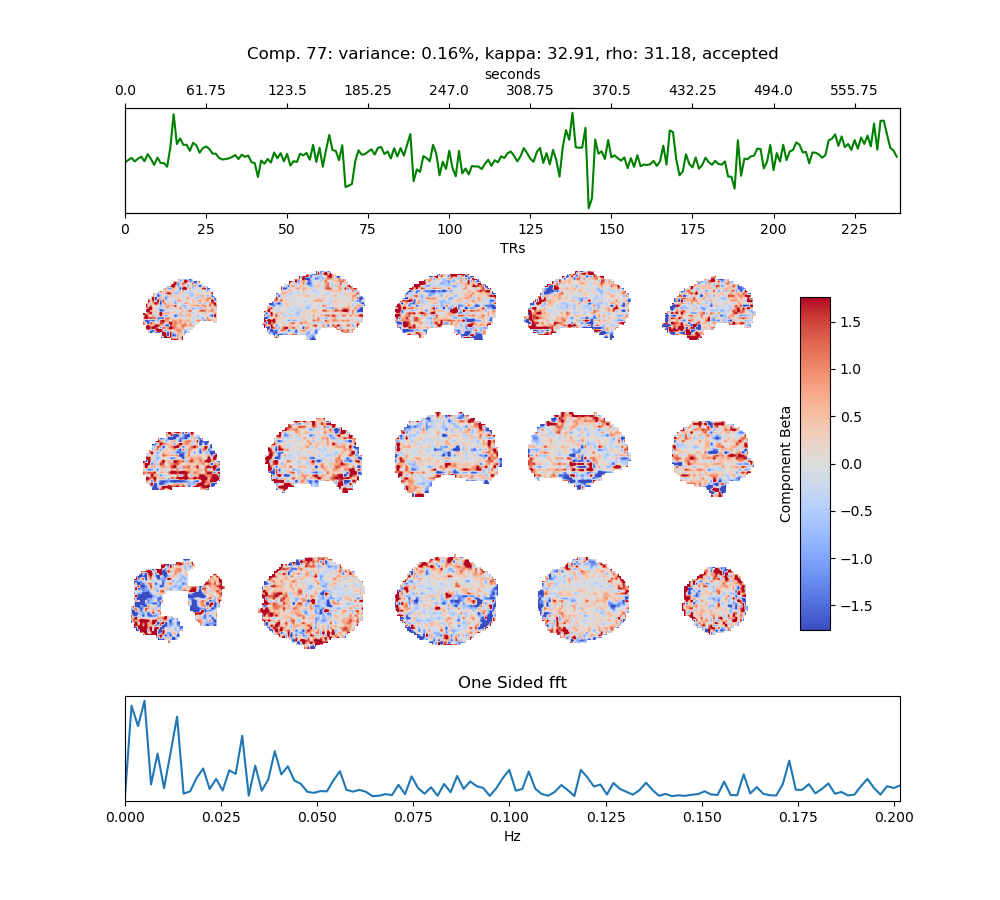 Comp. 77: variance: 0.16%, kappa: 32.91, rho: 31.18, accepted
seconds
0.0 61.75 123.5 185.25 247.0 308.75 370.5 432.25 494.0 555.75
0 25 50 75 100 125 150 175 200 225
TRs
1.5
1.0
0.5
0.0
−0.5
−1.0
−1.5
Component Beta
One Sided fft
0.000 0.025 0.050 0.075 0.100 0.125 0.150 0.175 0.200
Hz